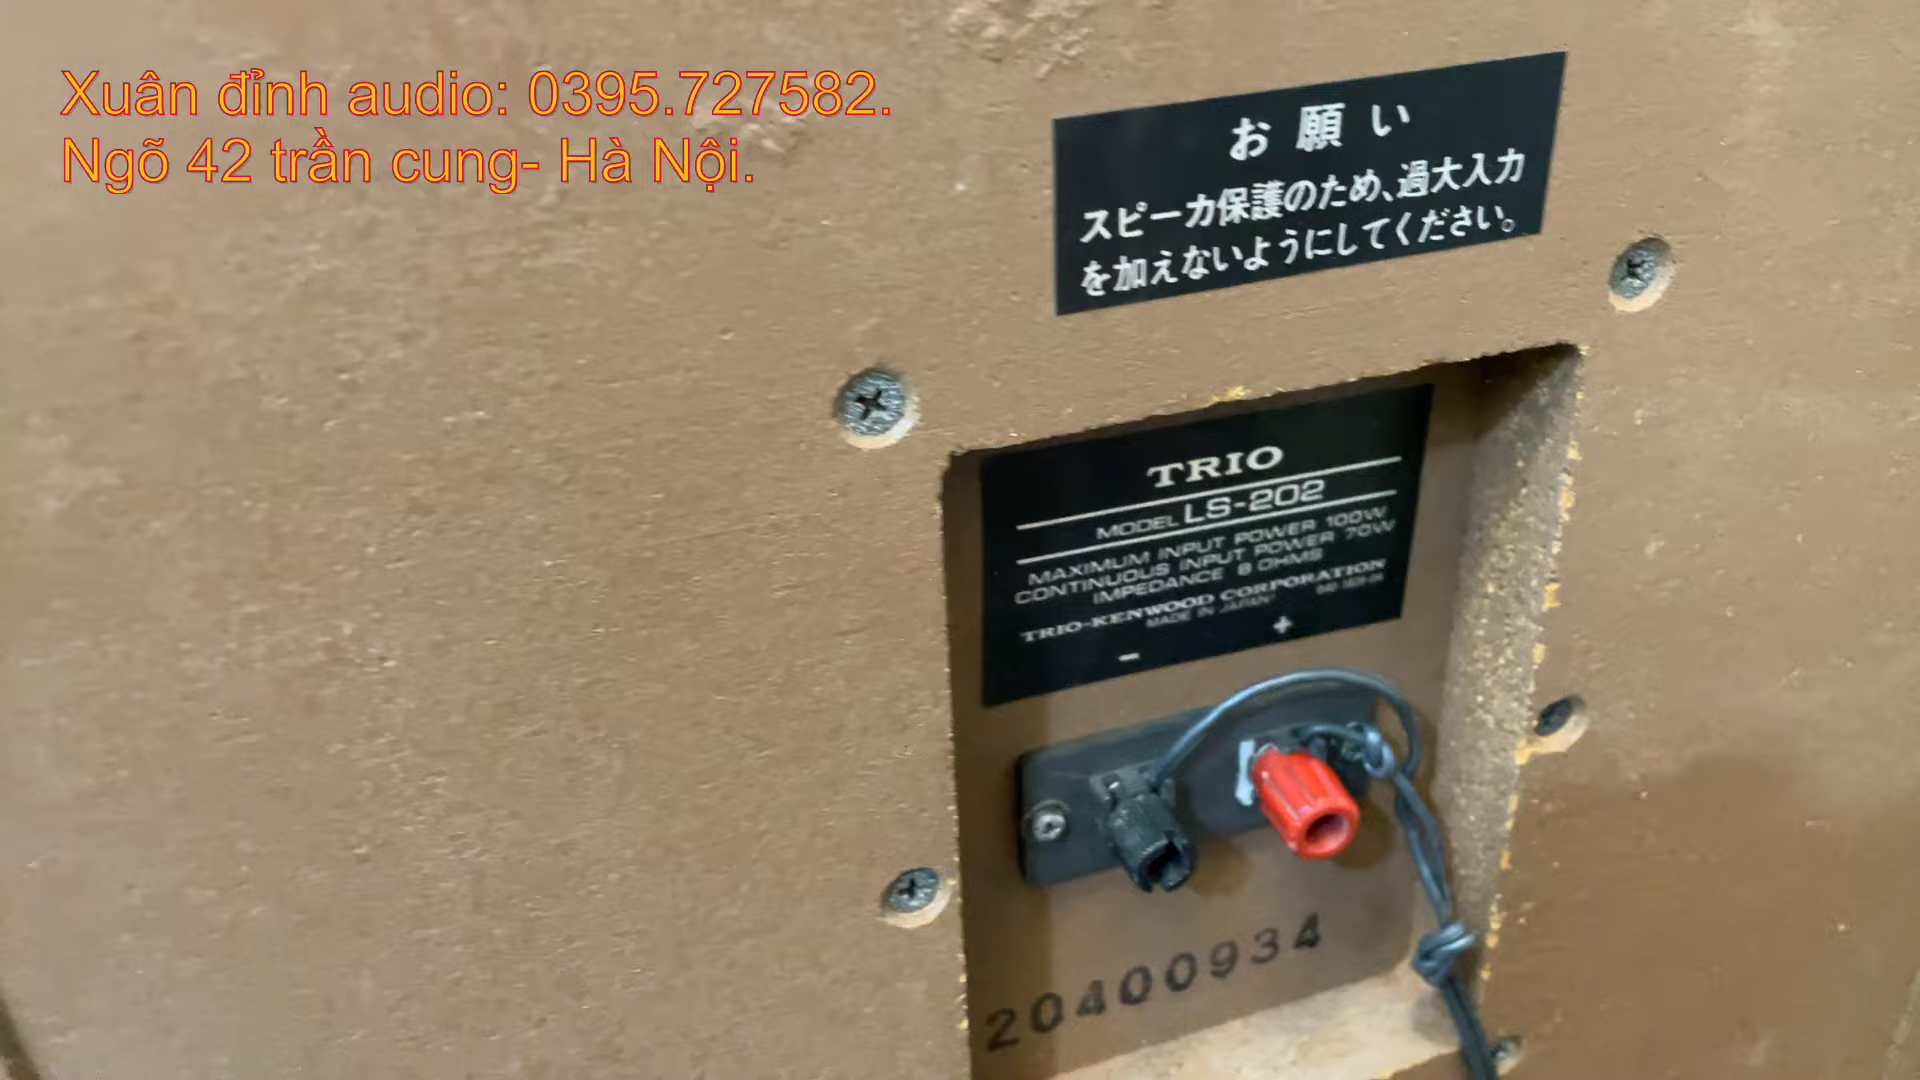 Xuân đỉnh audio: 0395.727582.
Ngõ 42 trần cung- Hà Nội.
お願い
スピーカ保護のため、過大入力
を加えないようにしてください。
TRIO
MODEL LS-202
MAXIMUM INPUT POWER 100W
CONTINUOUS INPUT POWER 70W
IMPEDANCE 8 OHMS
TRIO-KENWOOD CORPORATION
MADE IN JAPAN
- +
20400934